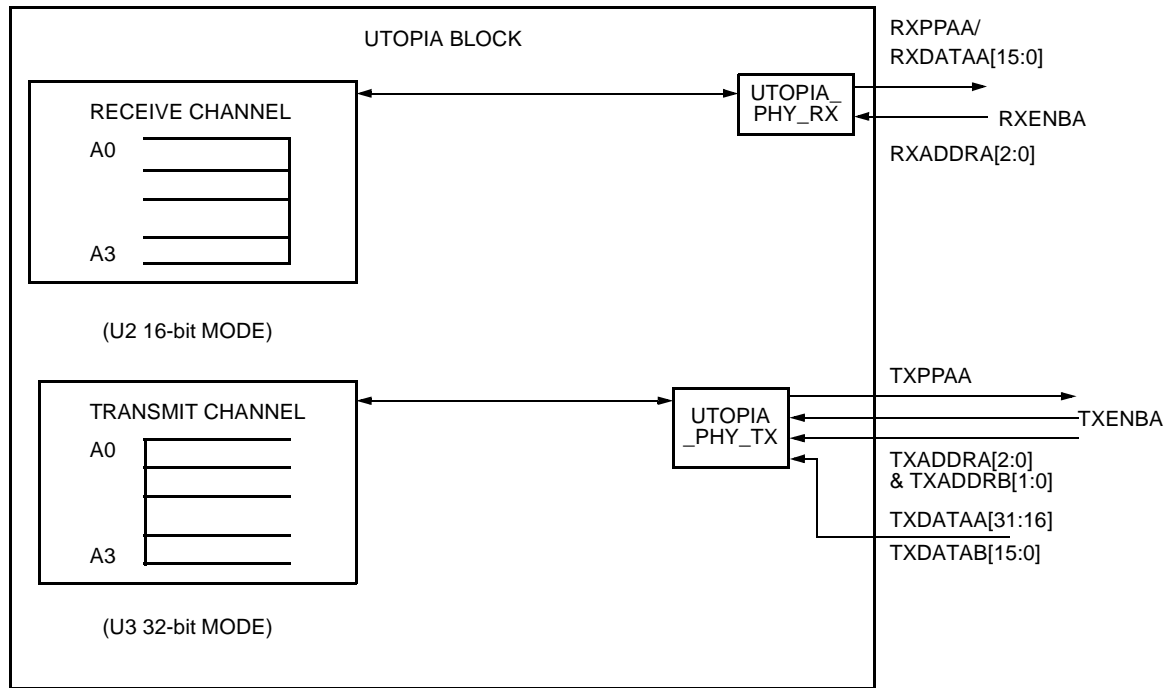 UTOPIA BLOCK
RXPPAA/
RXDATAA[15:0]
RECEIVE CHANNEL
A0
A3
UTOPIA_
PHY_RX
RXENBA
RXADDRA[2:0]
(U2 16-bit MODE)
TRANSMIT CHANNEL
A0
A3
UTOPIA
_PHY_TX
TXPPAA
TXENBA
TXADDRA[2:0]
& TXADDRB[1:0]
TXDATAA[31:16]
TXDATAB[15:0]
(U3 32-bit MODE)